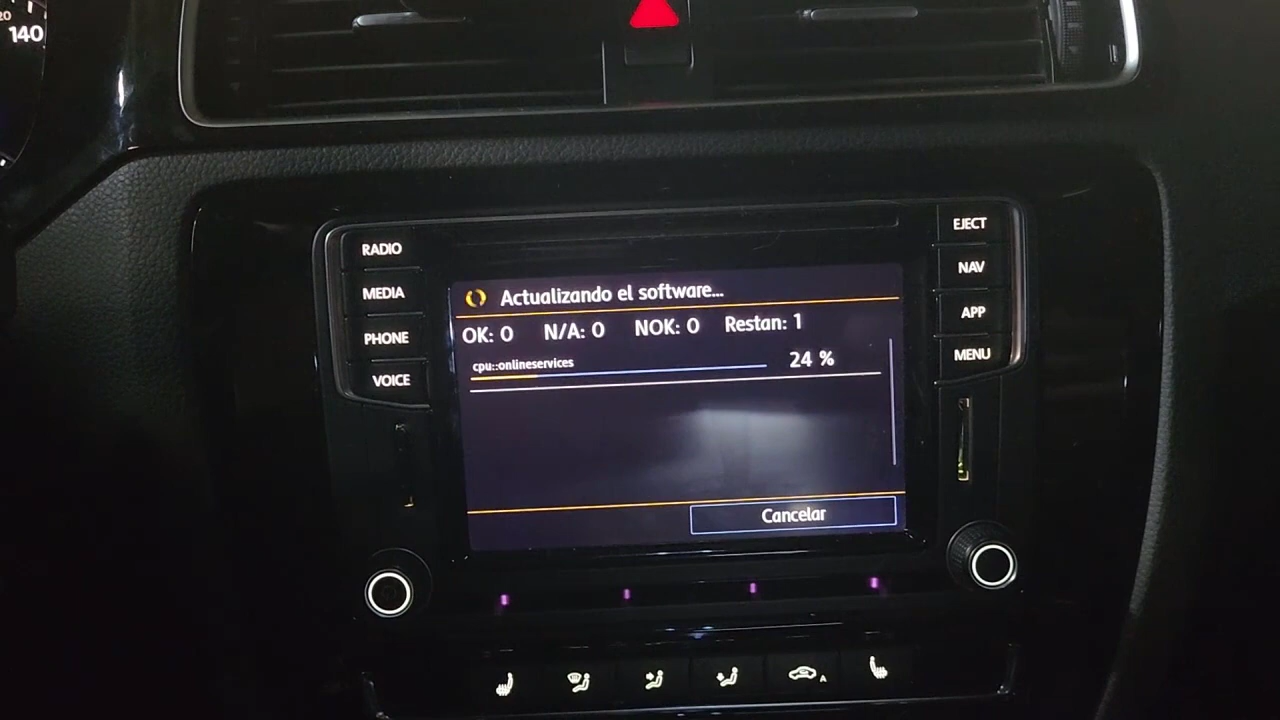 20
140
RADIO
MEDIA
PHONE
VOICE
EJECT
NAV
APP
MENU
Actualizando el software...
OK: 0 N/A: 0 NOK: 0 Restan: 1
cpu::onlineservices 24 %
Cancelar
A